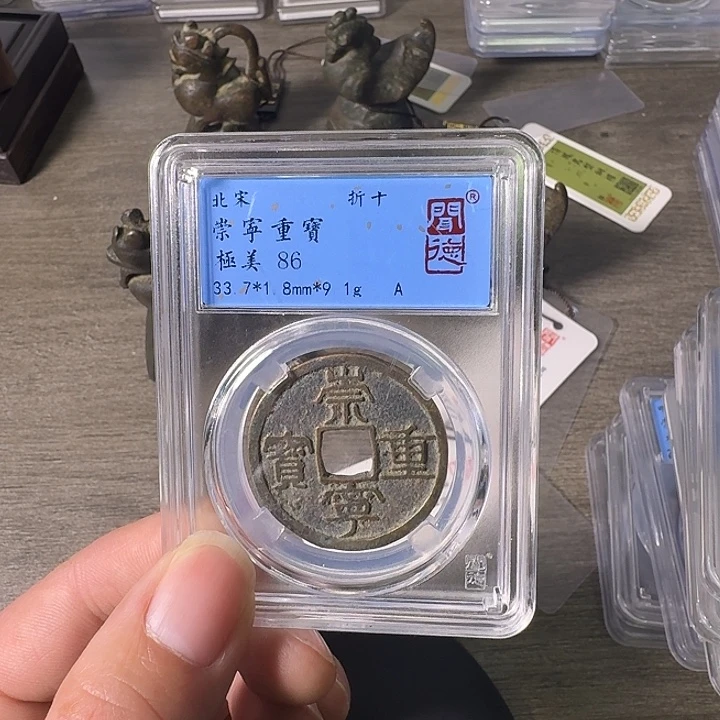 北宋 折十
崇寧重寶
極美 86
33.7*1.8mm*9.1g A
聞德
®
崇
寶 重
寧